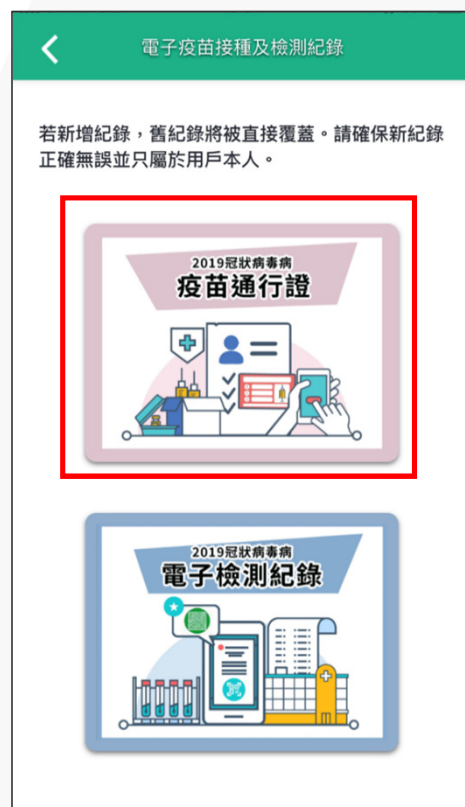 電子疫苗接種及檢測紀錄
若新增紀錄，舊紀錄將被直接覆蓋。請確保新紀錄
正確無誤並只屬於用戶本人。
2019冠狀病毒病
疫苗通行證
2019冠狀病毒病
電子檢測紀錄